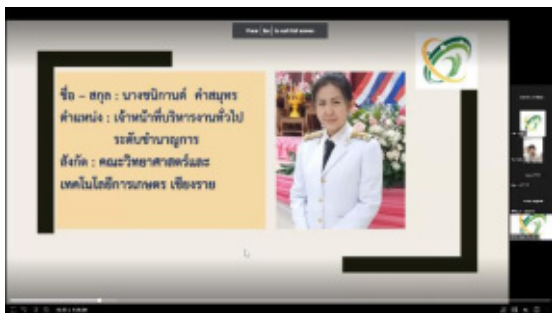 ชื่อ – สกุล : นางชนิกานต์ คำสมุทร
ตำแหน่ง : เจ้าหน้าที่บริหารงานทั่วไป
ระดับชำนาญการ
สังกัด : คณะวิทยาศาสตร์และ
เทคโนโลยีการเกษตร เชียงราย